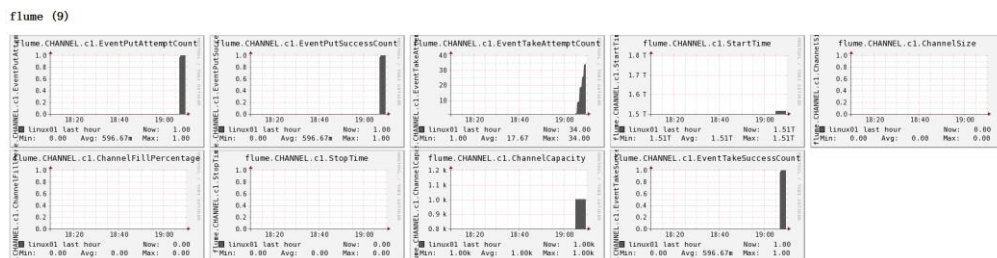 flume (9)
flume.CHANNEL.c1.EventPutAttemptCount
1.0
0.8
0.6
0.4
0.2
0.0
18:20 18:40 19:00
linux01 last hour Now: 1.00
Min: 0.00 Avg: 596.67m Max: 1.00
flume.CHANNEL.c1.EventPutSuccessCount
1.0
0.8
0.6
0.4
0.2
0.0
18:20 18:40 19:00
linux01 last hour Now: 1.00
Min: 0.00 Avg: 596.67m Max: 1.00
flume.CHANNEL.c1.EventTakeAttemptCount
40
30
20
10
18:20 18:40 19:00
linux01 last hour Now: 34.00
Min: 1.00 Avg: 17.67 Max: 34.00
flume.CHANNEL.c1.StartTime
1.8 T
1.7 T
1.6 T
1.5 T
18:20 18:40 19:00
linux01 last hour Now: 1.51T
Min: 1.51T Avg: 1.51T Max: 1.51T
flume.CHANNEL.c1.ChannelSize
1.0
0.8
0.6
0.4
0.2
0.0
18:20 18:40 19:00
linux01 last hour Now: 0.00
Min: 0.00 Avg: 0.00 Max: 0.00
flume.CHANNEL.c1.ChannelFillPercentage
1.0
0.8
0.6
0.4
0.2
0.0
18:20 18:40 19:00
linux01 last hour Now: 0.00
Min: 0.00 Avg: 0.00 Max: 0.00
flume.CHANNEL.c1.StopTime
1.0
0.8
0.6
0.4
0.2
0.0
18:20 18:40 19:00
linux01 last hour Now: 0.00
Min: 0.00 Avg: 0.00 Max: 0.00
flume.CHANNEL.c1.ChannelCapacity
1.2 k
1.1 k
1.0 k
0.9 k
0.8 k
18:20 18:40 19:00
linux01 last hour Now: 1.00k
Min: 1.00k Avg: 1.00k Max: 1.00k
flume.CHANNEL.c1.EventTakeSuccessCount
1.0
0.8
0.6
0.4
0.2
0.0
18:20 18:40 19:00
linux01 last hour Now: 1.00
Min: 0.00 Avg: 596.67m Max: 1.00